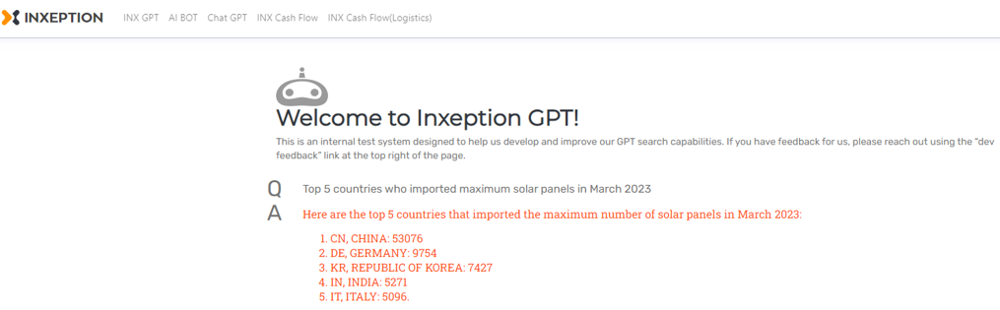 INXEPTION INX GPT AI BOT Chat GPT INX Cash Flow INX Cash Flow(Logistics)
Welcome to Inxeption GPT!
This is an internal test system designed to help us develop and improve our GPT search capabilities. If you have feedback for us, please reach out using the "dev
feedback" link at the top right of the page.
Q Top 5 countries who imported maximum solar panels in March 2023
A Here are the top 5 countries that imported the maximum number of solar panels in March 2023:
1. CN, CHINA: 53076
2. DE, GERMANY: 9754
3. KR, REPUBLIC OF KOREA: 7427
4. IN, INDIA: 5271
5. IT, ITALY: 5096.